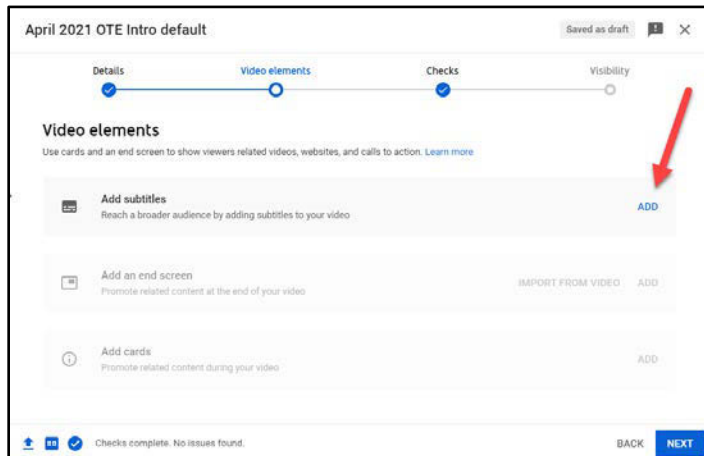 April 2021 OTE Intro default
Saved as draft
Details
Video elements
Checks
Visibility
Video elements
Use cards and an end screen to show viewers related videos, websites, and calls to action. Learn more
Add subtitles
Reach a broader audience by adding subtitles to your video
ADD
Add an end screen
Promote related content at the end of your video
IMPORT FROM VIDEO
ADD
Add cards
Promote related content during your video
ADD
Checks complete. No issues found.
BACK
NEXT